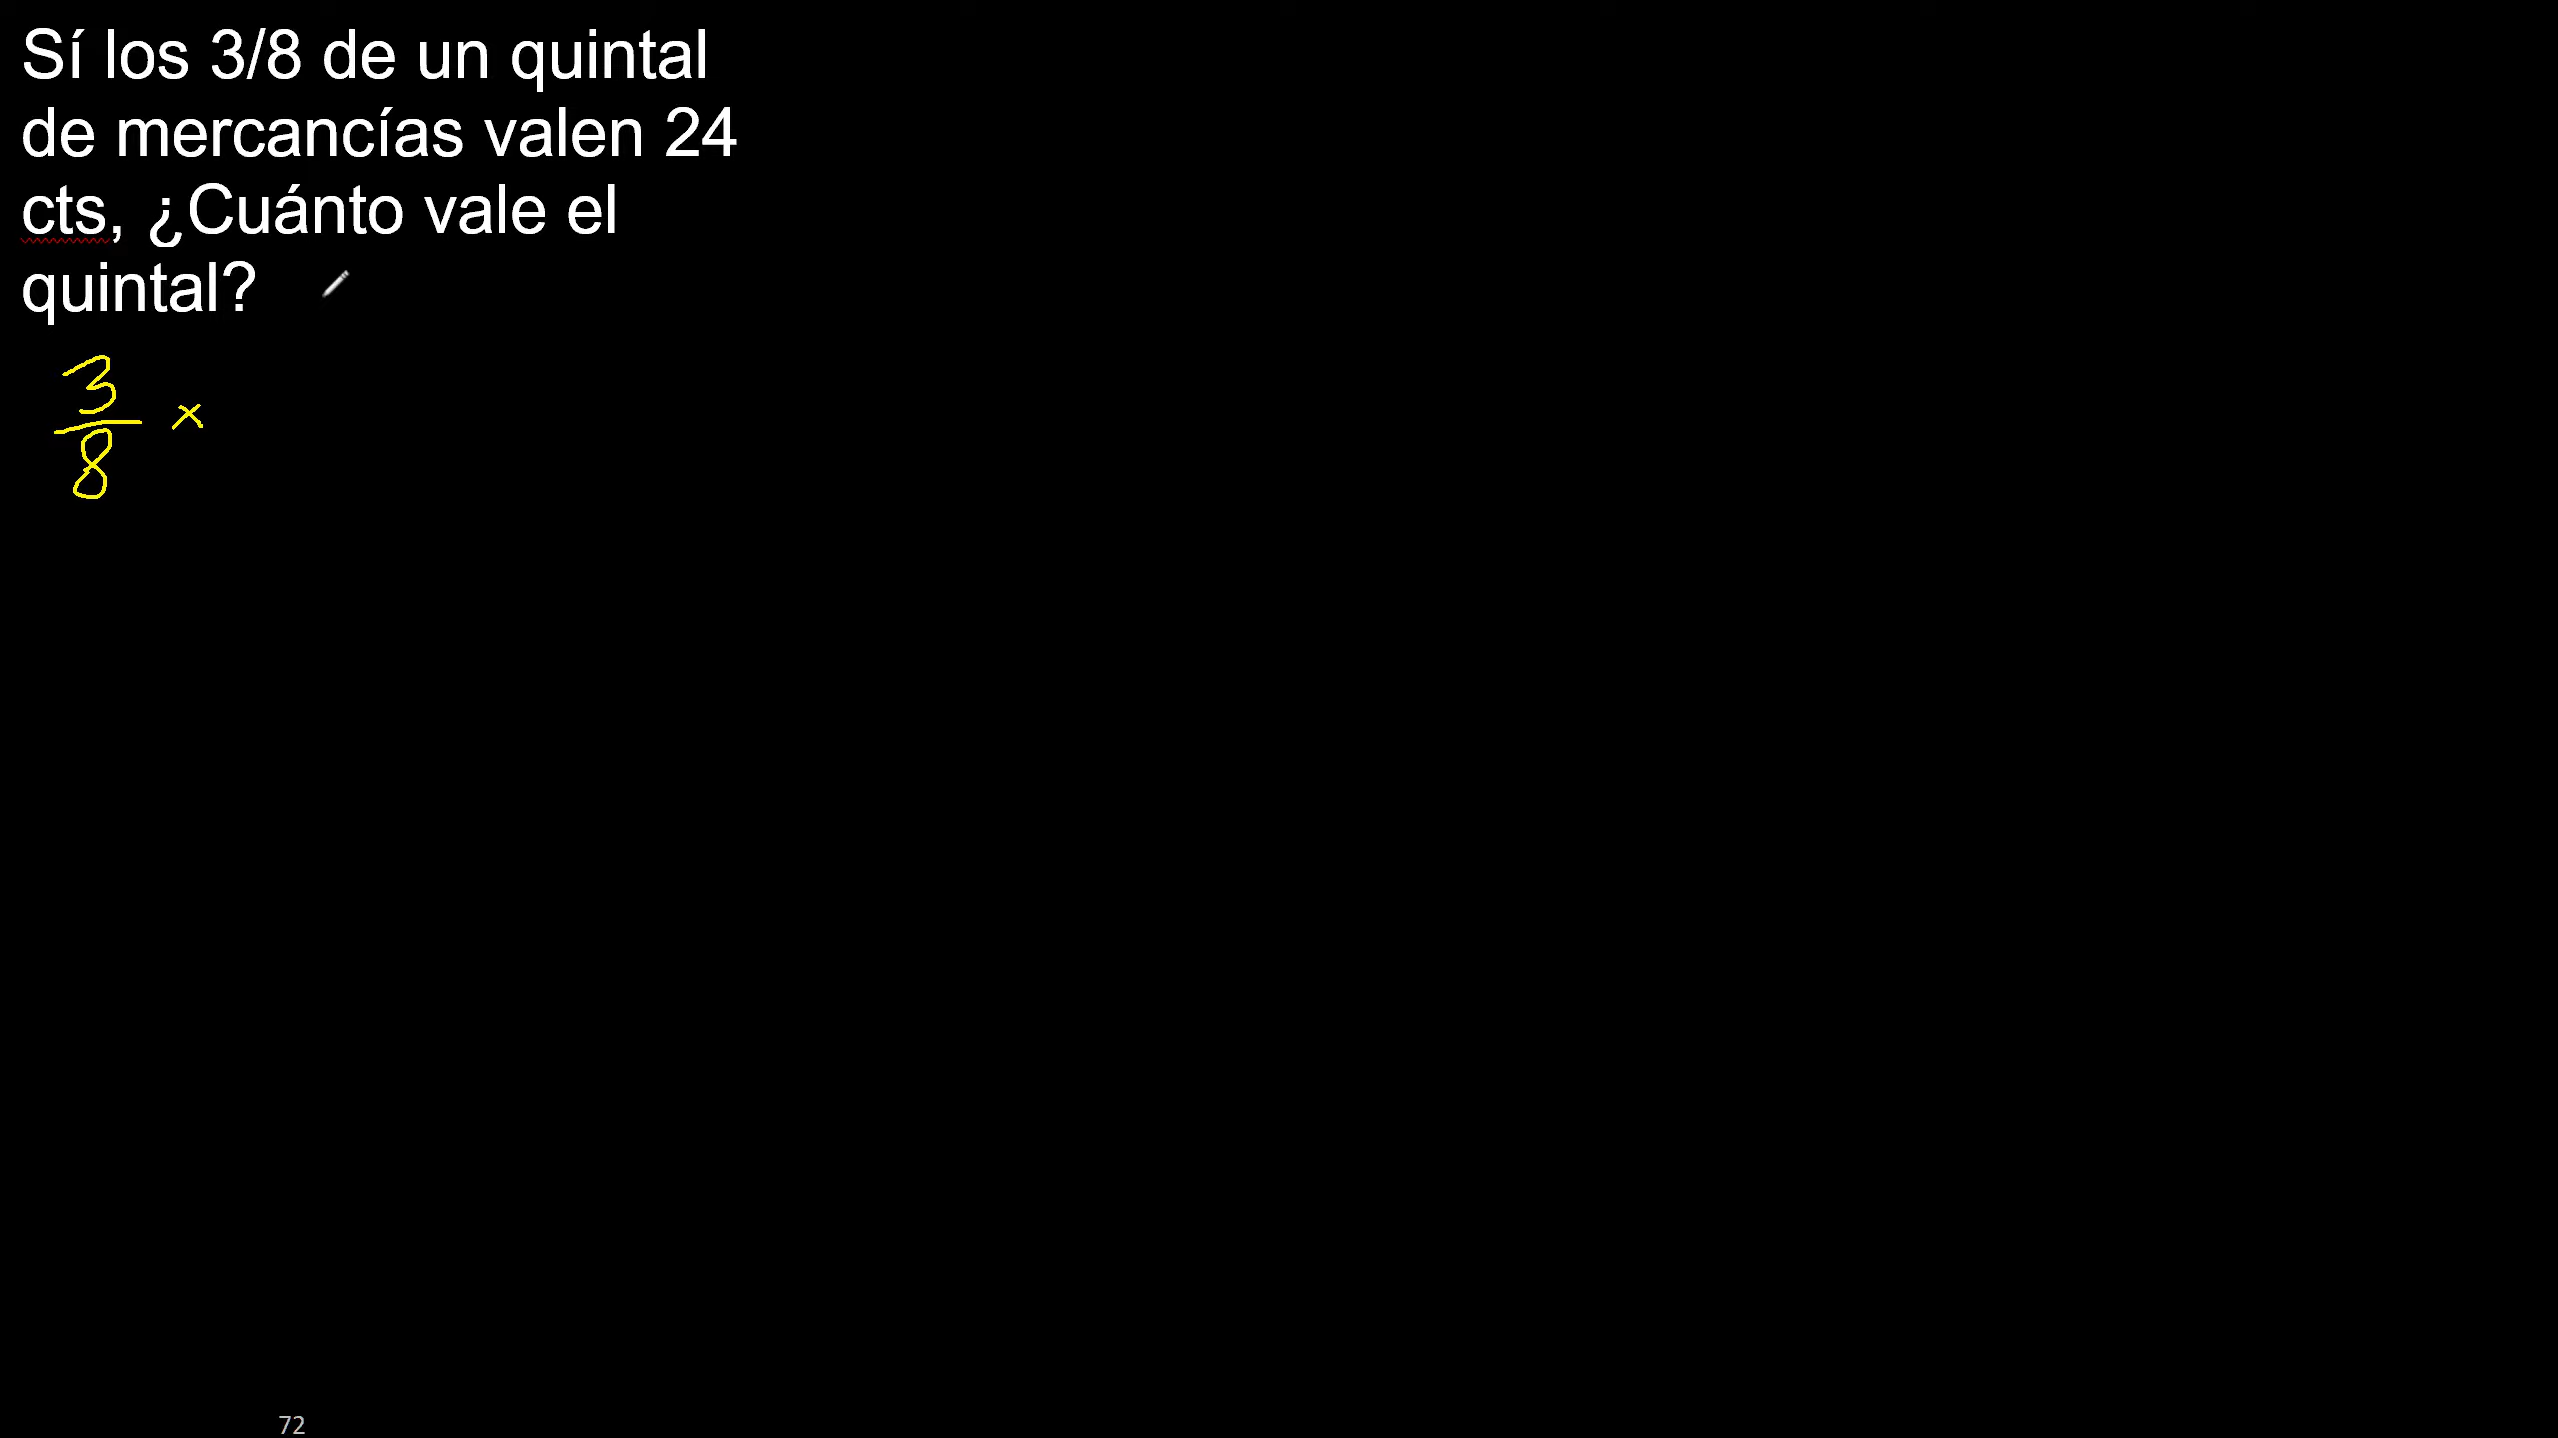 Sí los 3/8 de un quintal
de mercancías valen 24
cts, ¿Cuánto vale el
quintal?
3/8 ×
72